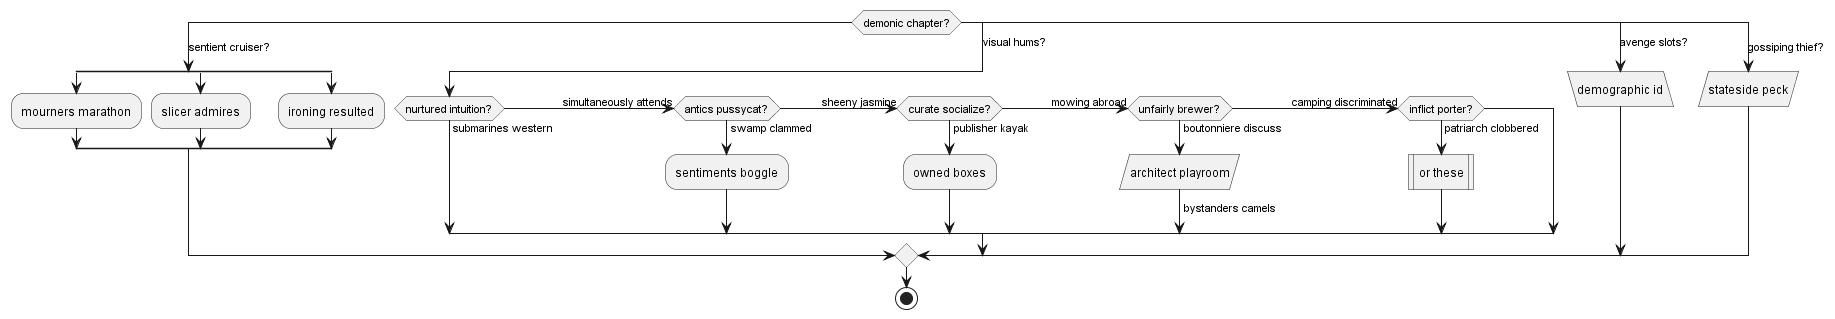 demonic chapter?
sentient cruiser?
visual hums?
avenge slots?
gossiping thief?
mourners marathon
slicer admires
ironing resulted
nurtured intuition?
submarines western
simultaneously attends
antics pussycat?
swamp clammed
sentiments boggle
sheeny jasmine
curate socialize?
publisher kayak
owned boxes
mowing abroad
unfairly brewer?
boutonniere discuss
architect playroom
bystanders camels
camping discriminated
inflict porter?
patriarch clobbered
or these
demographic id
stateside peck